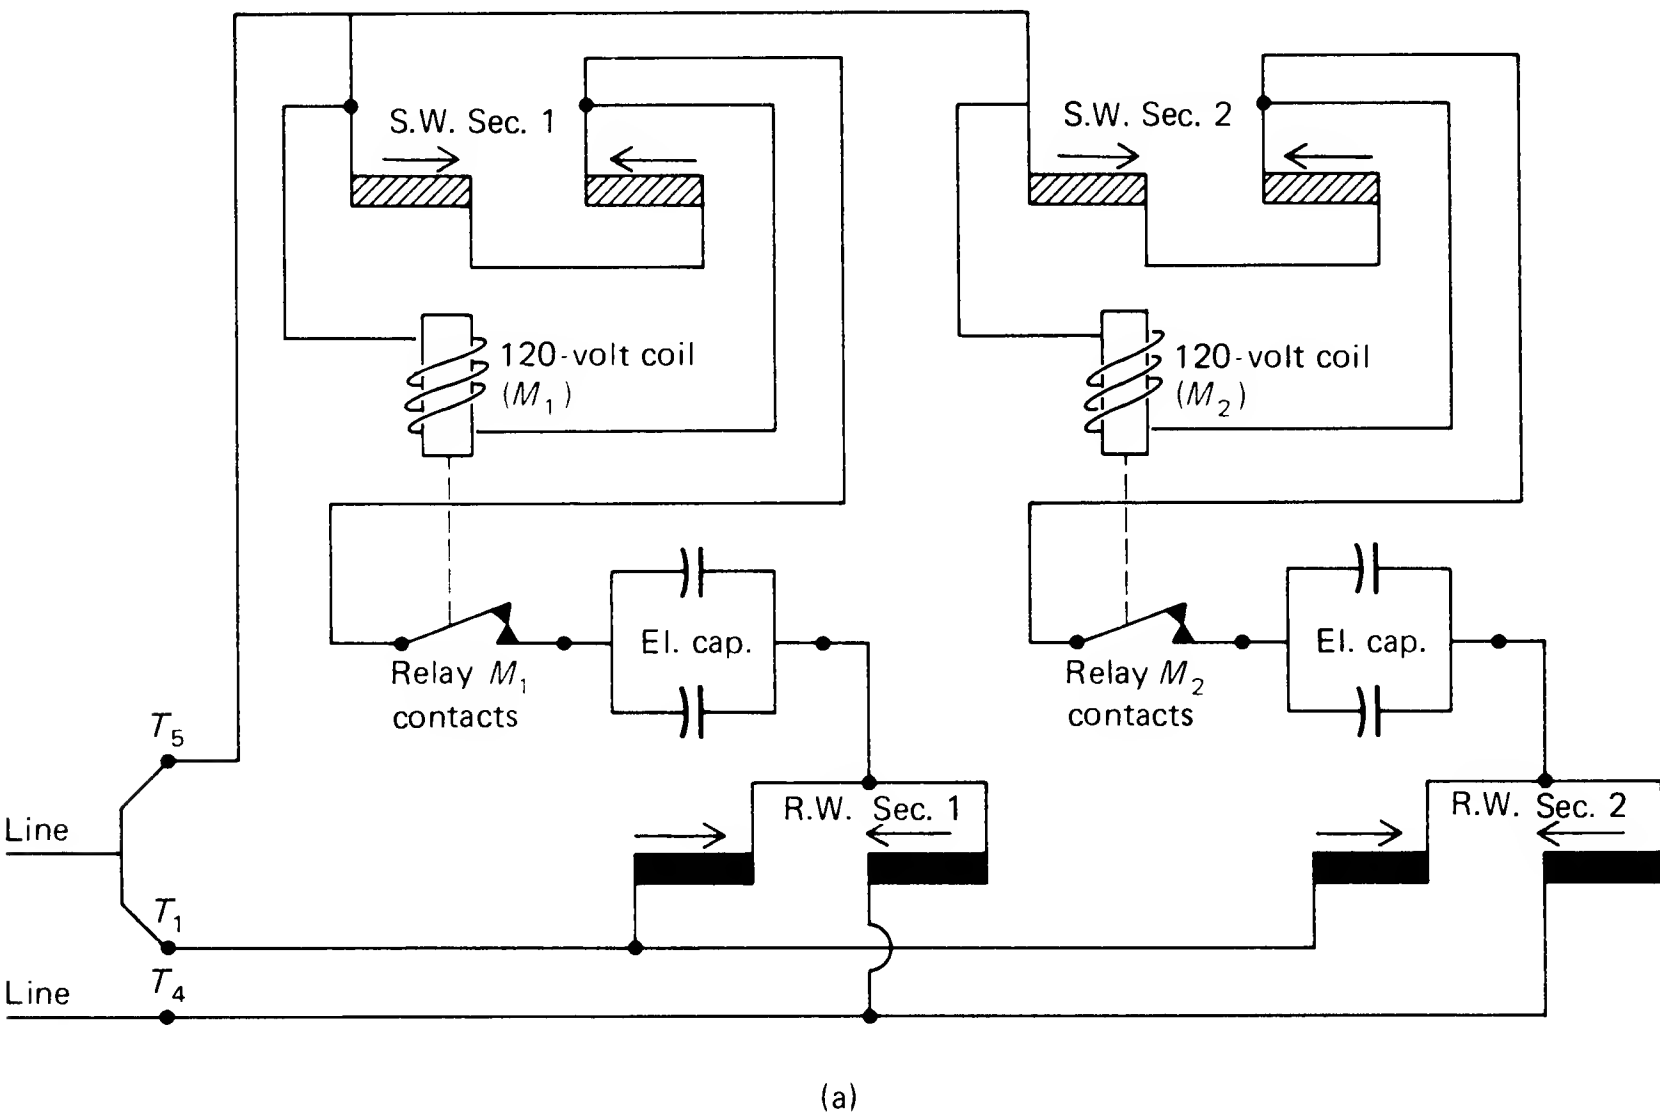 S.W. Sec. 1
S.W. Sec. 2
120-volt coil
(M1)
120-volt coil
(M2)
El. cap.
El. cap.
Relay M1
contacts
Relay M2
contacts
T5
R.W. Sec. 1
R.W. Sec. 2
Line
T1
T4
Line
(a)